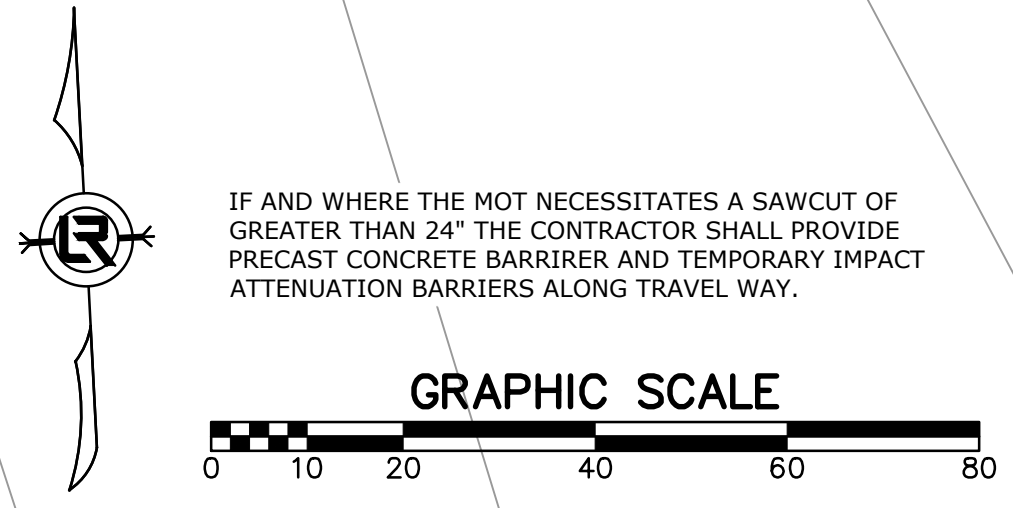 LR
IF AND WHERE THE MOT NECESSITATES A SAWCUT OF
GREATER THAN 24" THE CONTRACTOR SHALL PROVIDE
PRECAST CONCRETE BARRIRER AND TEMPORARY IMPACT
ATTENUATION BARRIERS ALONG TRAVEL WAY.
GRAPHIC SCALE
0 10 20 40 60 80